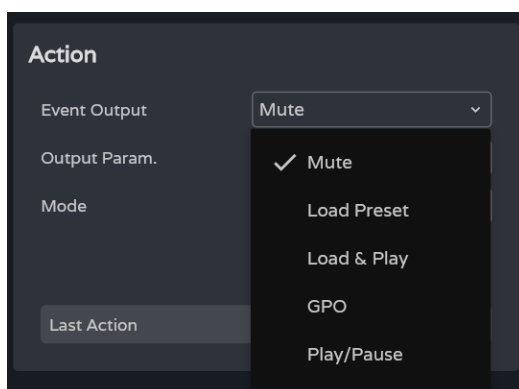 Action
Event Output
Mute
Output Param.
Mute
Mode
Load Preset
Load & Play
GPO
Last Action
Play/Pause